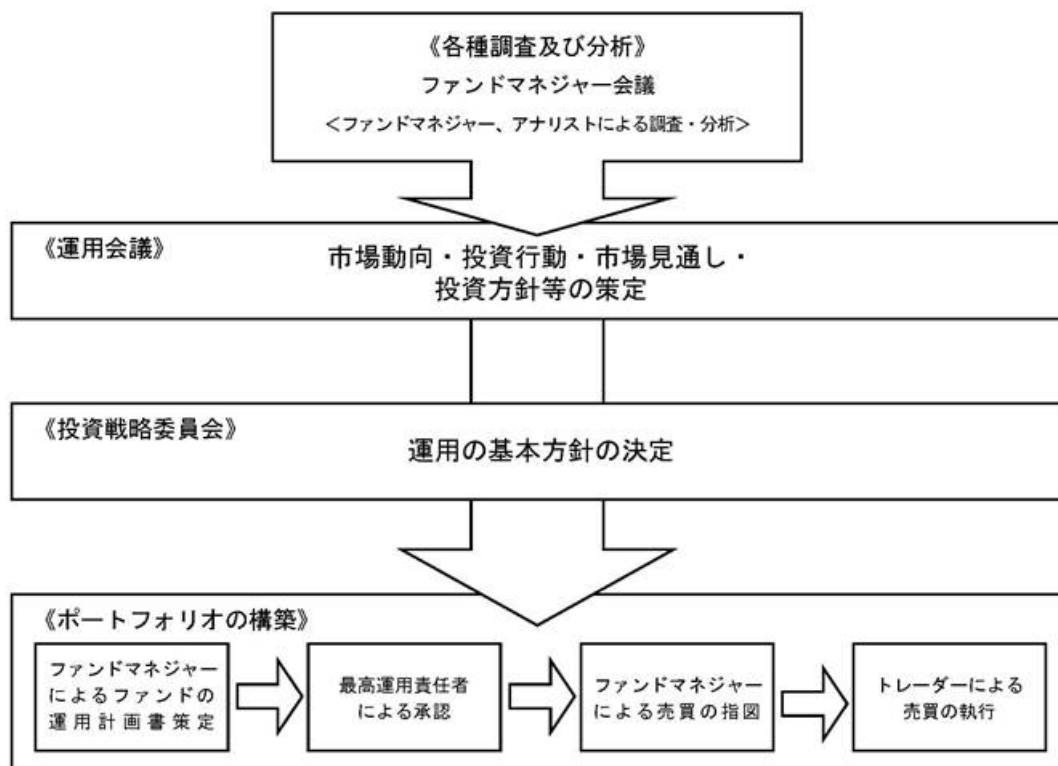 《各種調査及び分析》
ファンドマネジャー会議
＜ファンドマネジャー、アナリストによる調査・分析＞
《運用会議》
市場動向・投資行動・市場見通し・
投資方針等の策定
《投資戦略委員会》
運用の基本方針の決定
《ポートフォリオの構築》
ファンドマネジャー
によるファンドの
運用計画書策定
最高運用責任者
による承認
ファンドマネジャー
による売買の指図
トレーダーによる
売買の執行